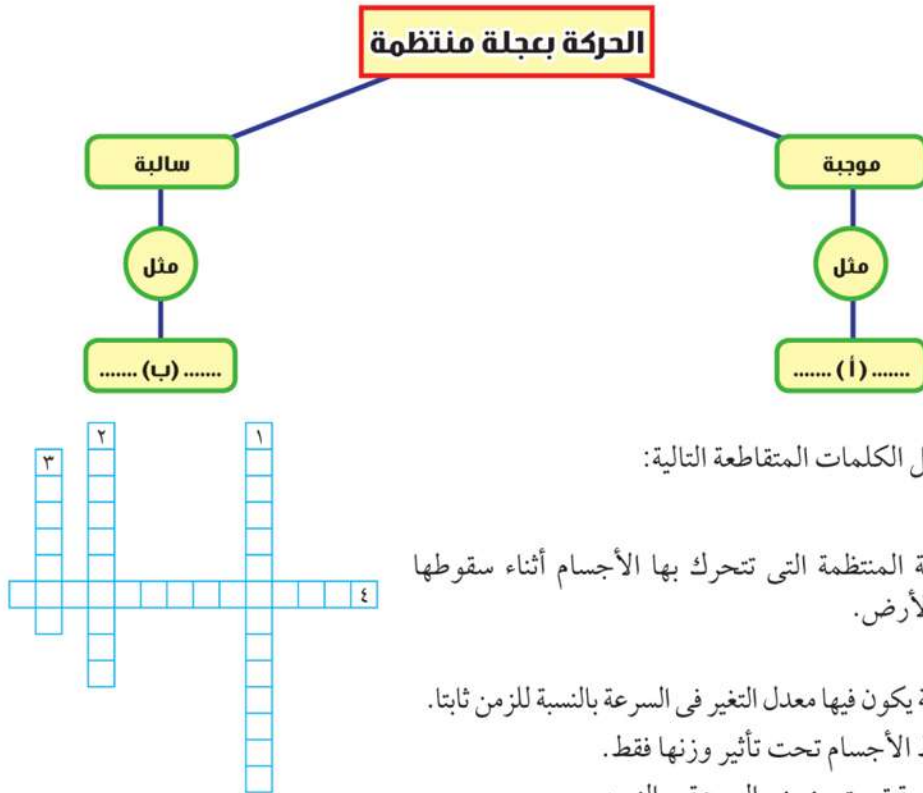 الحركة بعجلة منتظمة
موجبة
سالبة
مثل
مثل
....... (أ) .......
....... (ب) .......
١
٢
٣
٤
الكلمات المتقاطعة التالية:
المنتظمة التى تتحرك بها الأجسام أثناء سقوطها
يكون فيها معدل التغير فى السرعة بالنسبة للزمن ثابتا.
الأجسام تحت تأثير وزنها فقط.